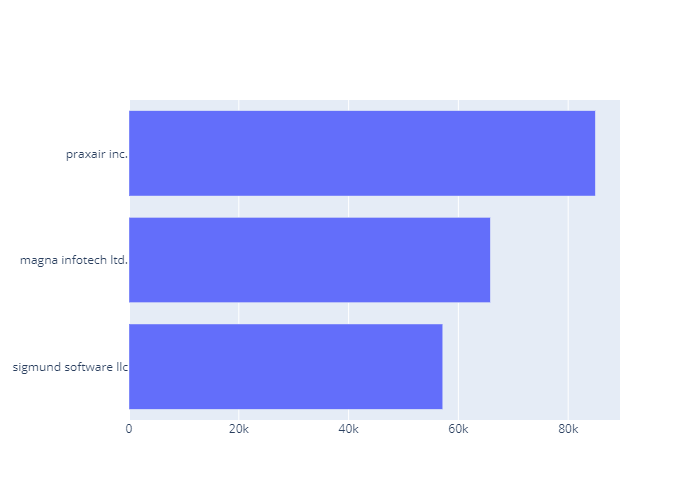 praxair inc.
magna infotech ltd.
sigmund software llc
0 20k 40k 60k 80k